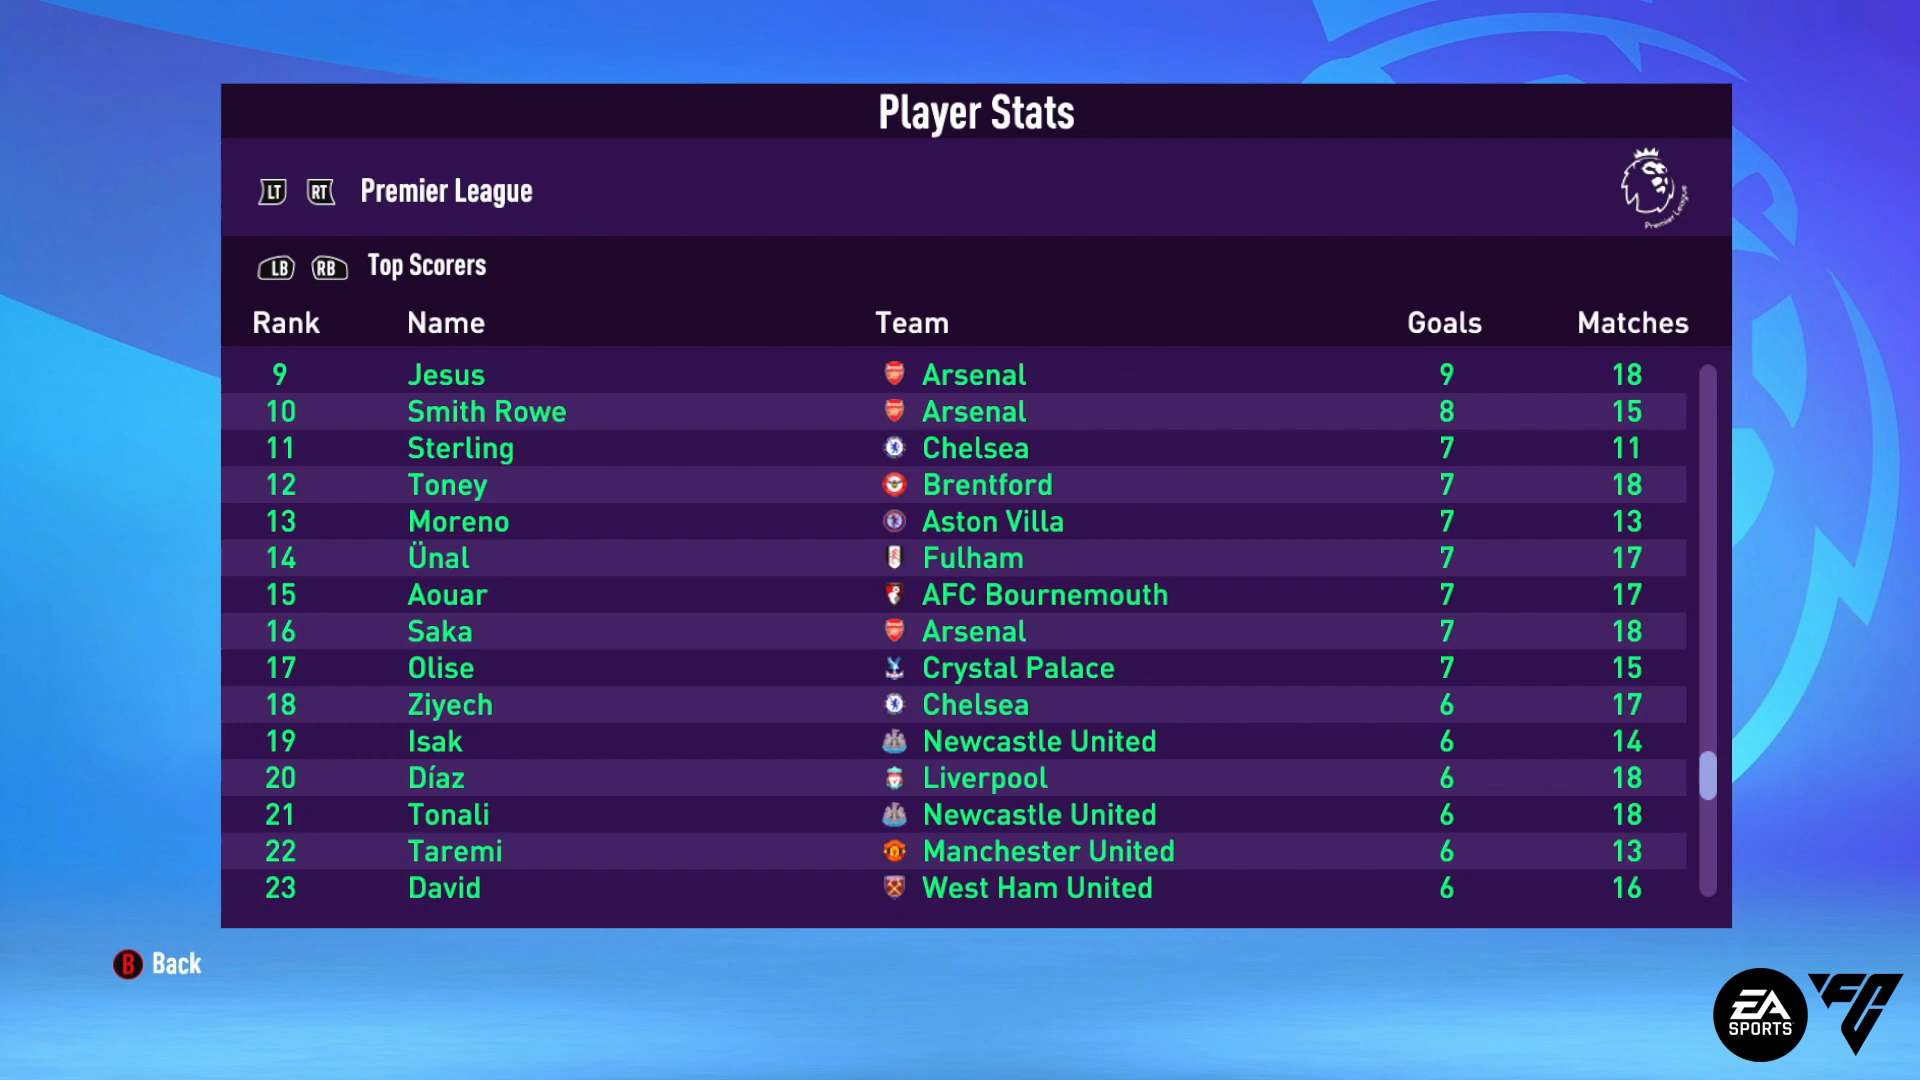 Player Stats
LT RT Premier League
Premier League
LB RB Top Scorers
Rank Name Team Goals Matches
9 Jesus Arsenal 9 18
10 Smith Rowe Arsenal 8 15
11 Sterling Chelsea 7 11
12 Toney Brentford 7 18
13 Moreno Aston Villa 7 13
14 Ünal Fulham 7 17
15 Aouar AFC Bournemouth 7 17
16 Saka Arsenal 7 18
17 Olise Crystal Palace 7 15
18 Ziyech Chelsea 6 17
19 Isak Newcastle United 6 14
20 Díaz Liverpool 6 18
21 Tonali Newcastle United 6 18
22 Taremi Manchester United 6 13
23 David West Ham United 6 16
B Back
EA
SPORTS
FC